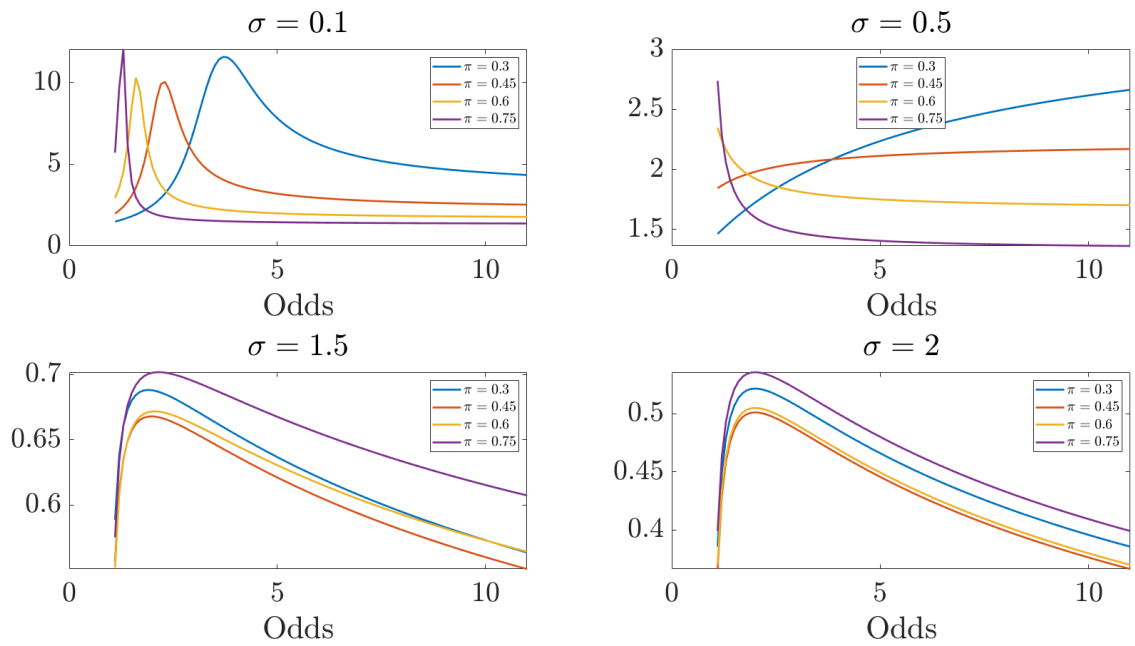 σ = 0.1
10
5
0
0 5 10
Odds
π = 0.3
π = 0.45
π = 0.6
π = 0.75
σ = 0.5
3
2.5
2
1.5
0 5 10
Odds
π = 0.3
π = 0.45
π = 0.6
π = 0.75
σ = 1.5
0.7
0.65
0.6
0 5 10
Odds
π = 0.3
π = 0.45
π = 0.6
π = 0.75
σ = 2
0.5
0.45
0.4
0 5 10
Odds
π = 0.3
π = 0.45
π = 0.6
π = 0.75